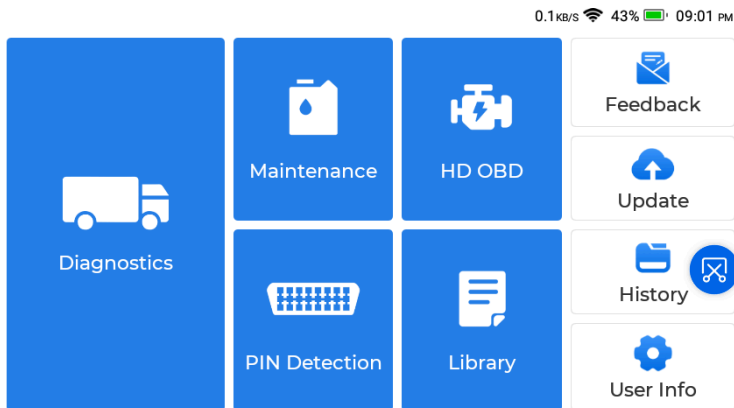 0.1KB/S 43% 09:01 PM
Diagnostics
Maintenance
HD OBD
PIN Detection
Library
Feedback
Update
History
User Info